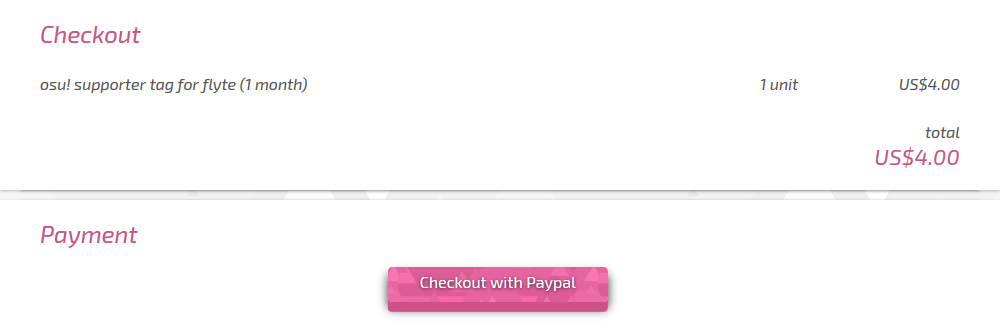 Checkout
osu! supporter tag for flyte (1 month) 1 unit US$4.00
total
US$4.00
Payment
Checkout with Paypal